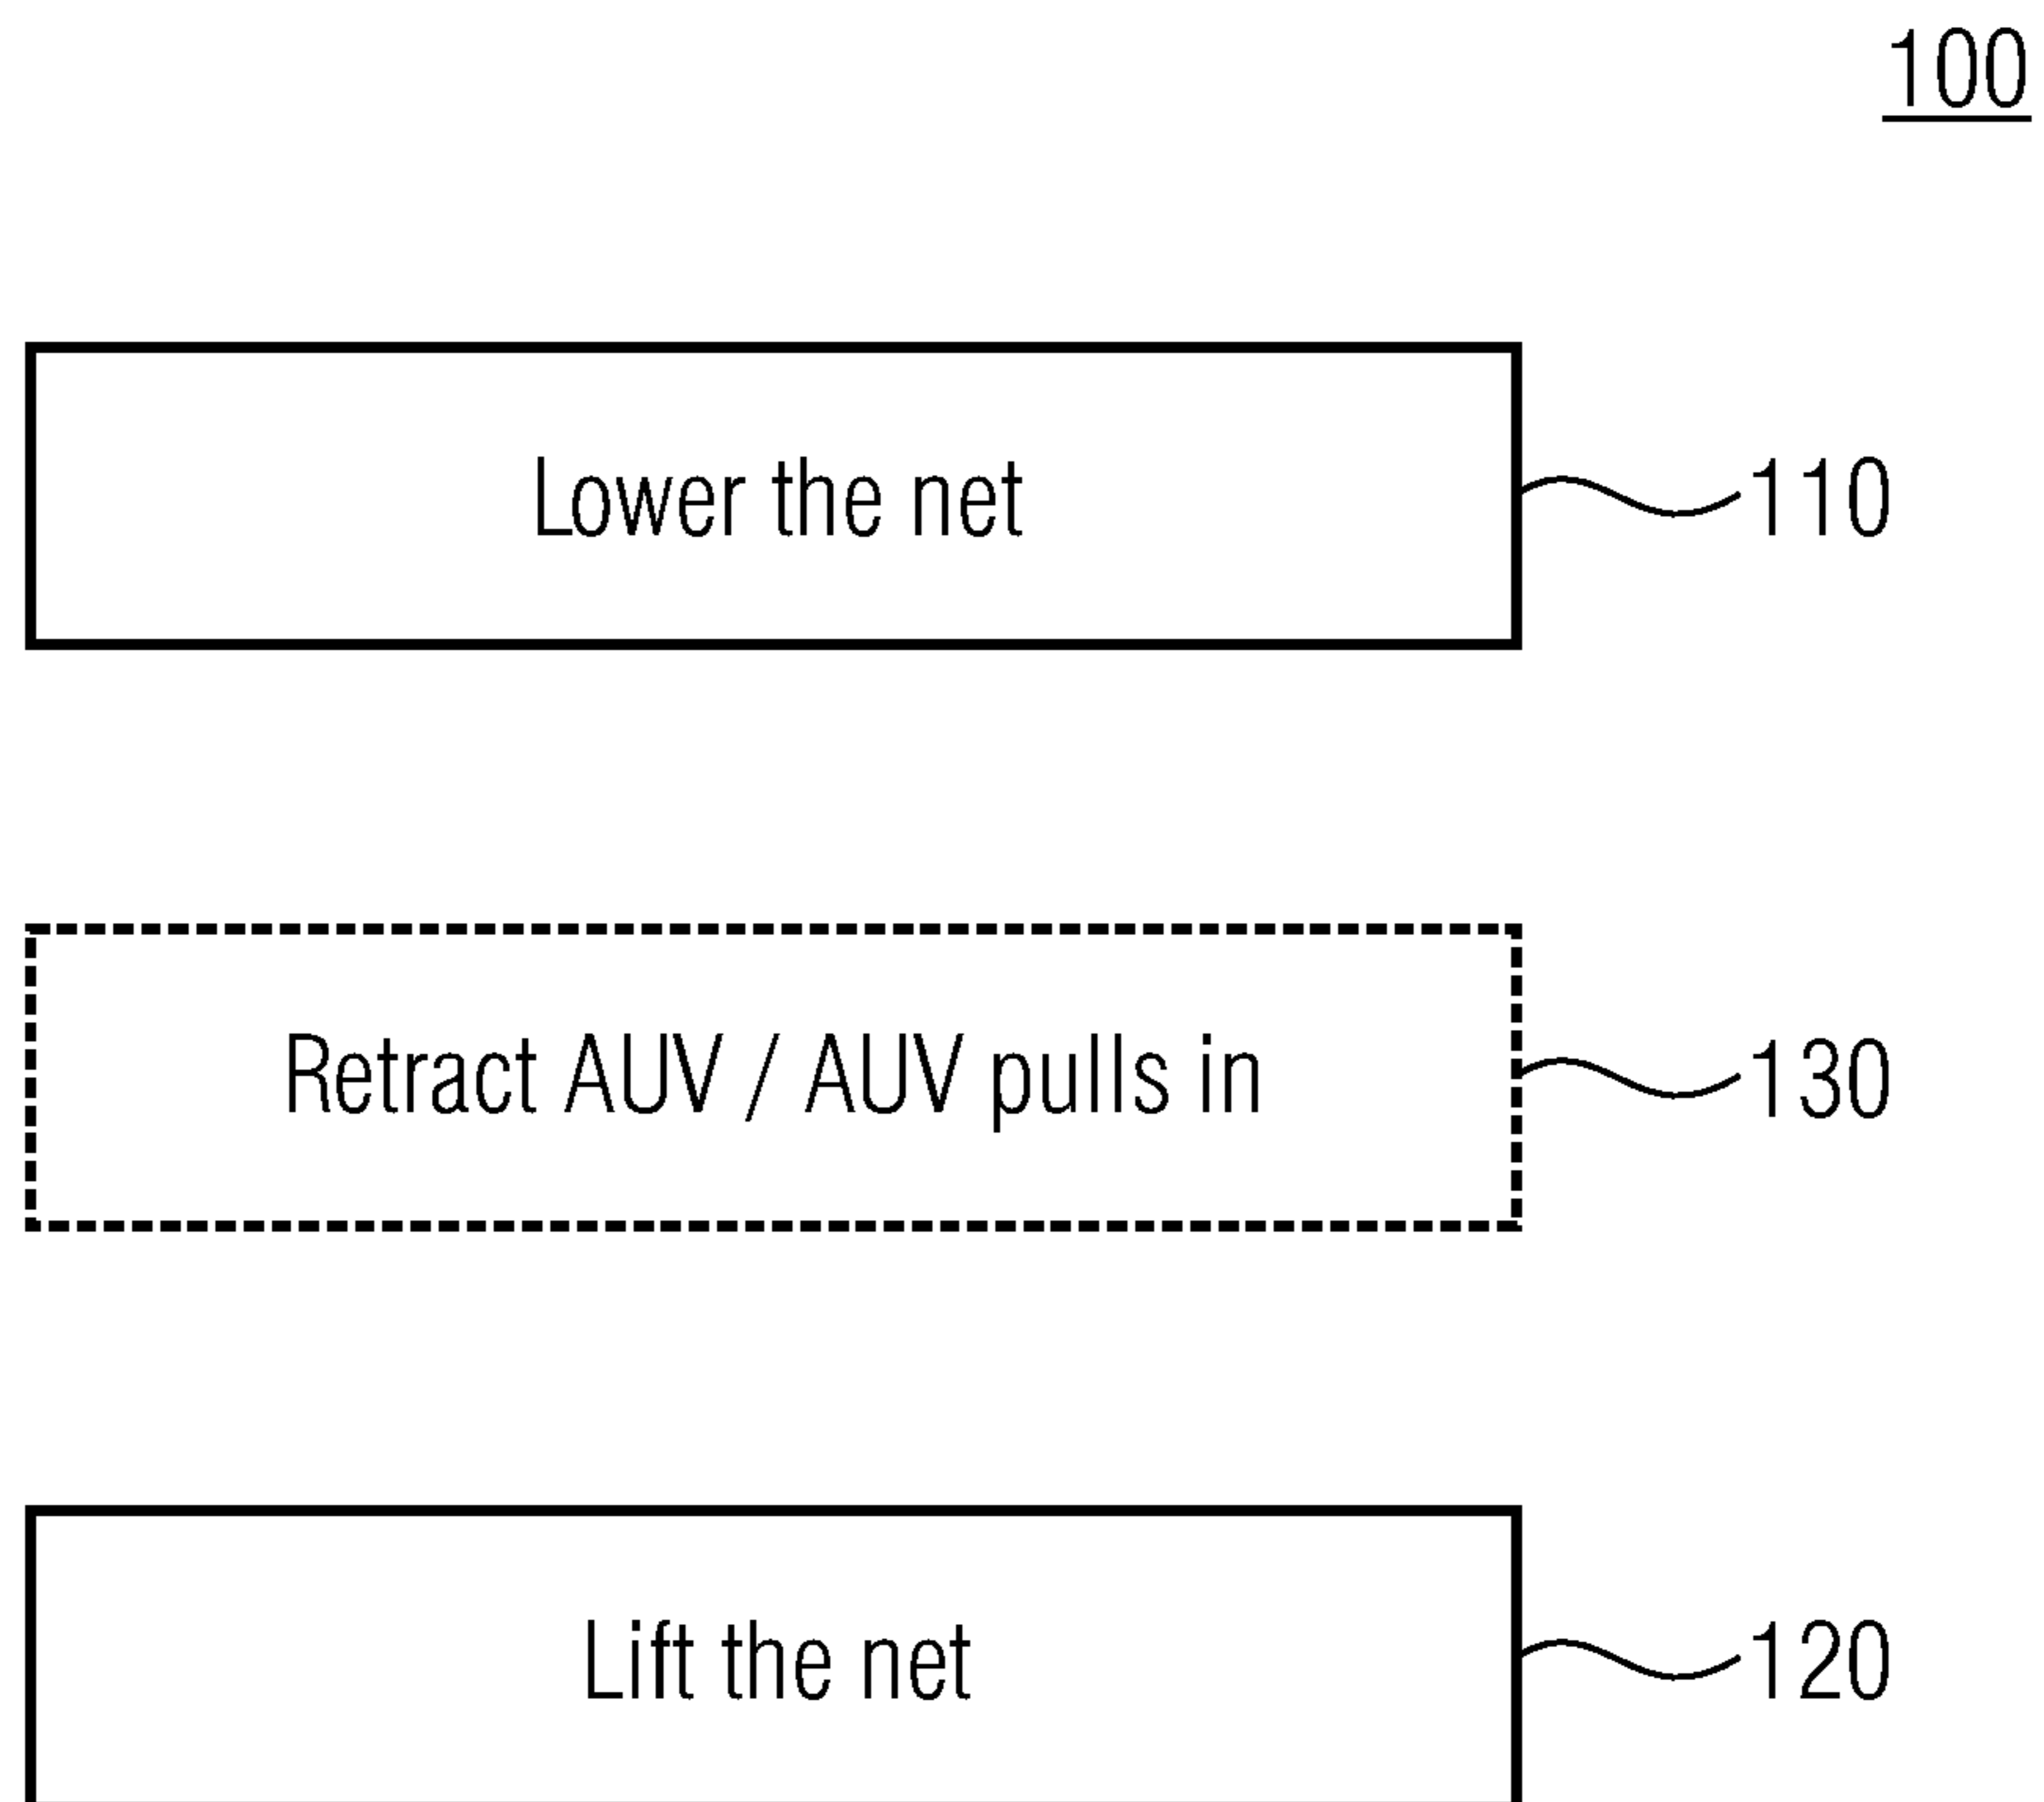 100
Lower the net
110
Retract AUV / AUV pulls in
130
Lift the net
120